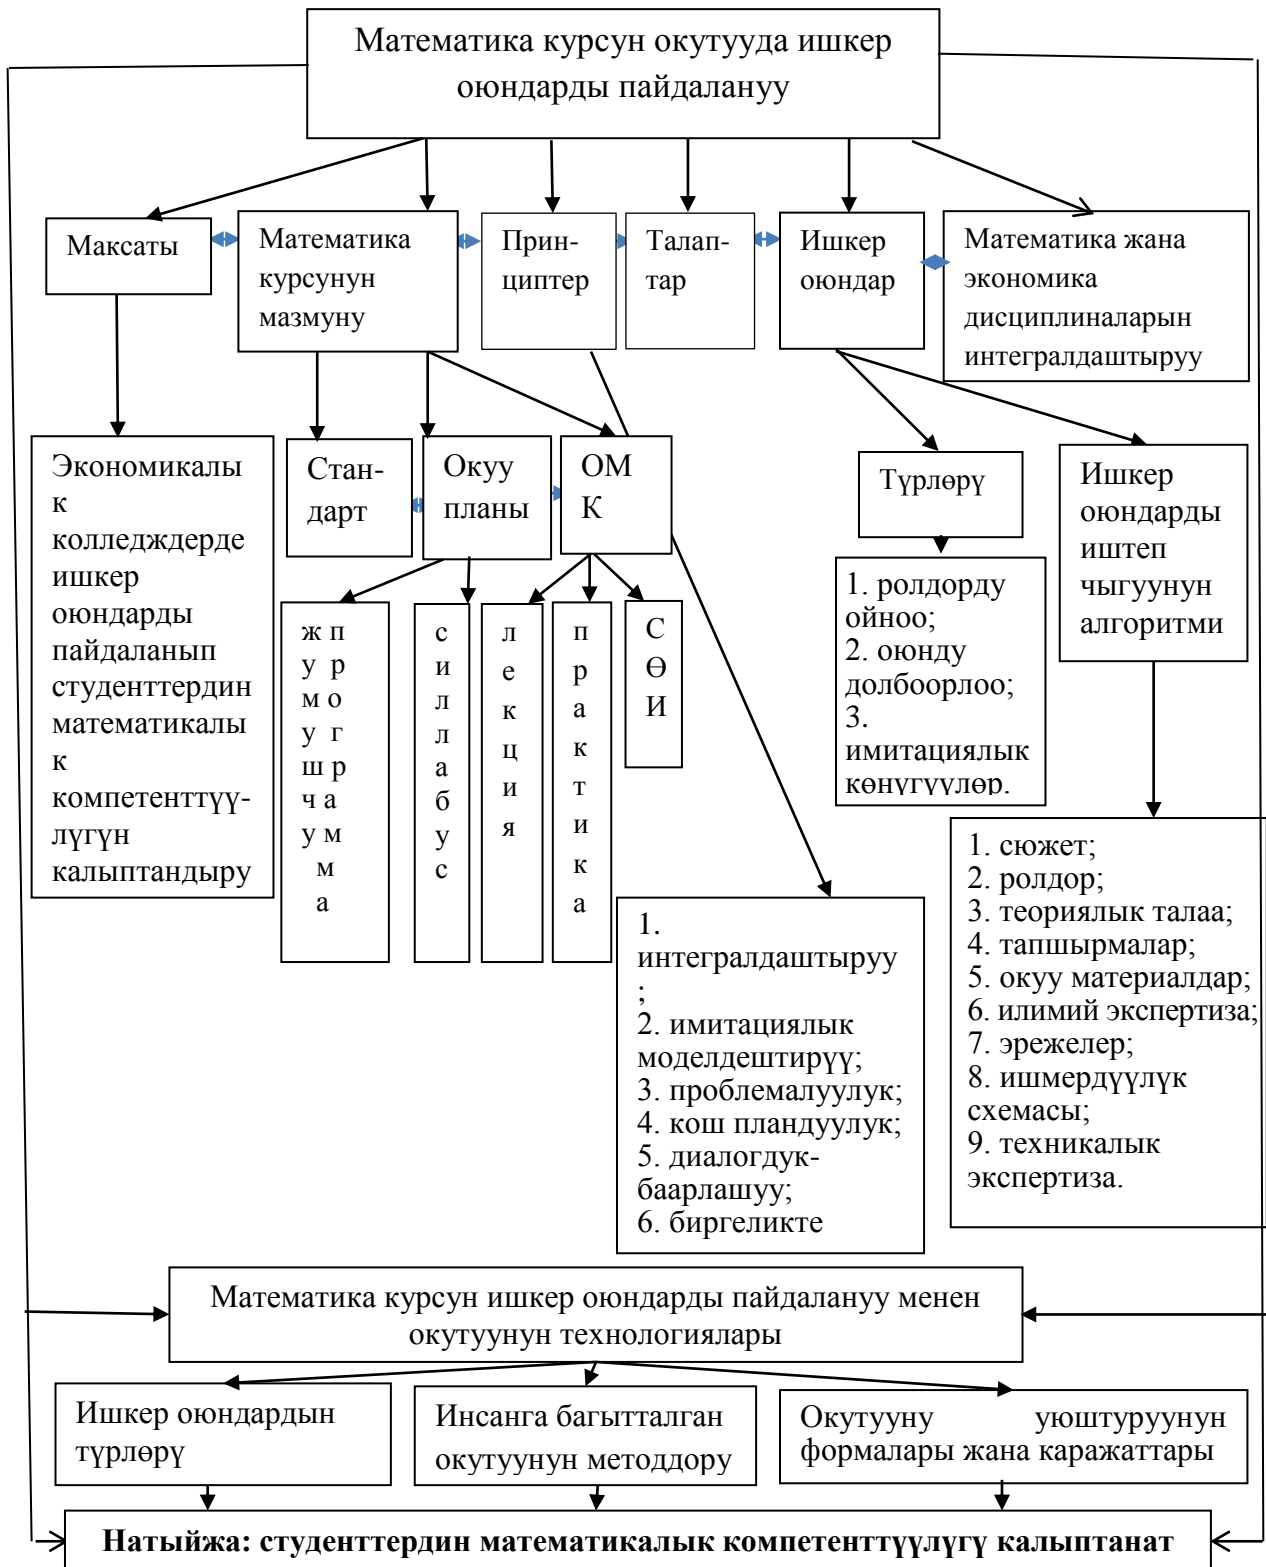 Математика курсун окутууда ишкер
оюндарды пайдалануу
Максаты
Математика
курсунун
мазмуну
Прин-
циптер
Талап-
тар
Ишкер
оюндар
Математика жана
экономика
дисциплиналарын
интегралдаштыруу
Экономикалы
к
колледждерде
ишкер
оюндарды
пайдаланып
студенттердин
математикалы
к
компетенттүү-
лүгүн
калыптандыру
Стан-
дарт
Окуу
планы
ОМ
К
Түрлөрү
Ишкер
оюндарды
иштеп
чыгуунун
алгоритми
жумушчу
программа
силлабус
лекция
практика
СӨИ
1. ролдорду
ойноо;
2. оюнду
долбоорлоо;
3.
имитациялык
көнүгүүлөр.
1.
интегралдаштыруу
;
2. имитациялык
моделдештирүү;
3. проблемалуулук;
4. кош пландуулук;
5. диалогдук-
баарлашуу;
6. биргеликте
1. сюжет;
2. ролдор;
3. теориялык талаа;
4. тапшырмалар;
5. окуу материалдар;
6. илимий экспертиза;
7. эрежелер;
8. ишмердүүлүк
схемасы;
9. техникалык
экспертиза.
Математика курсун ишкер оюндарды пайдалануу менен
окутуунун технологиялары
Ишкер оюндардын
түрлөрү
Инсанга багытталган
окутуунун методдору
Окутууну уюштуруунун
формалары жана каражаттары
Натыйжа: студенттердин математикалык компетенттүүлүгү калыптанат